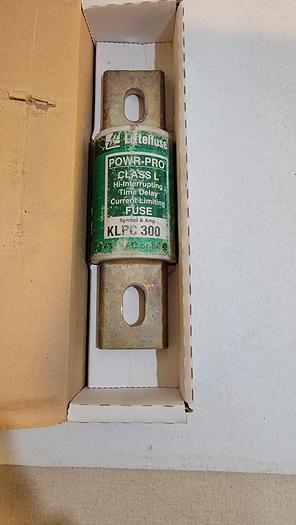 Littelfuse
POWR-PRO
CLASS L
Hi-Interrupting
Time Delay
Current Limiting
FUSE
Symbol & Amp.
KLPC 300